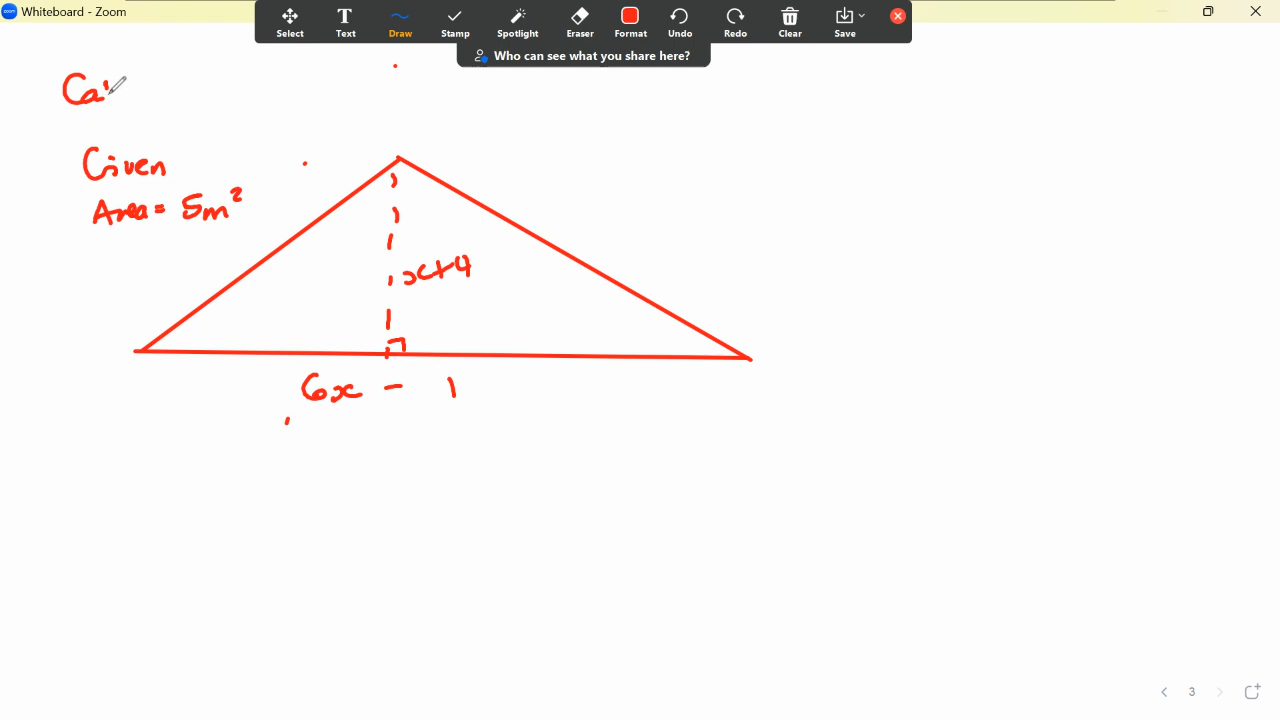 Whiteboard - Zoom
Select Text Draw Stamp Spotlight Eraser Format Undo Redo Clear Save
Who can see what you share here?
Ca
Given
Area = 5m²
x+4
6x - 1
3